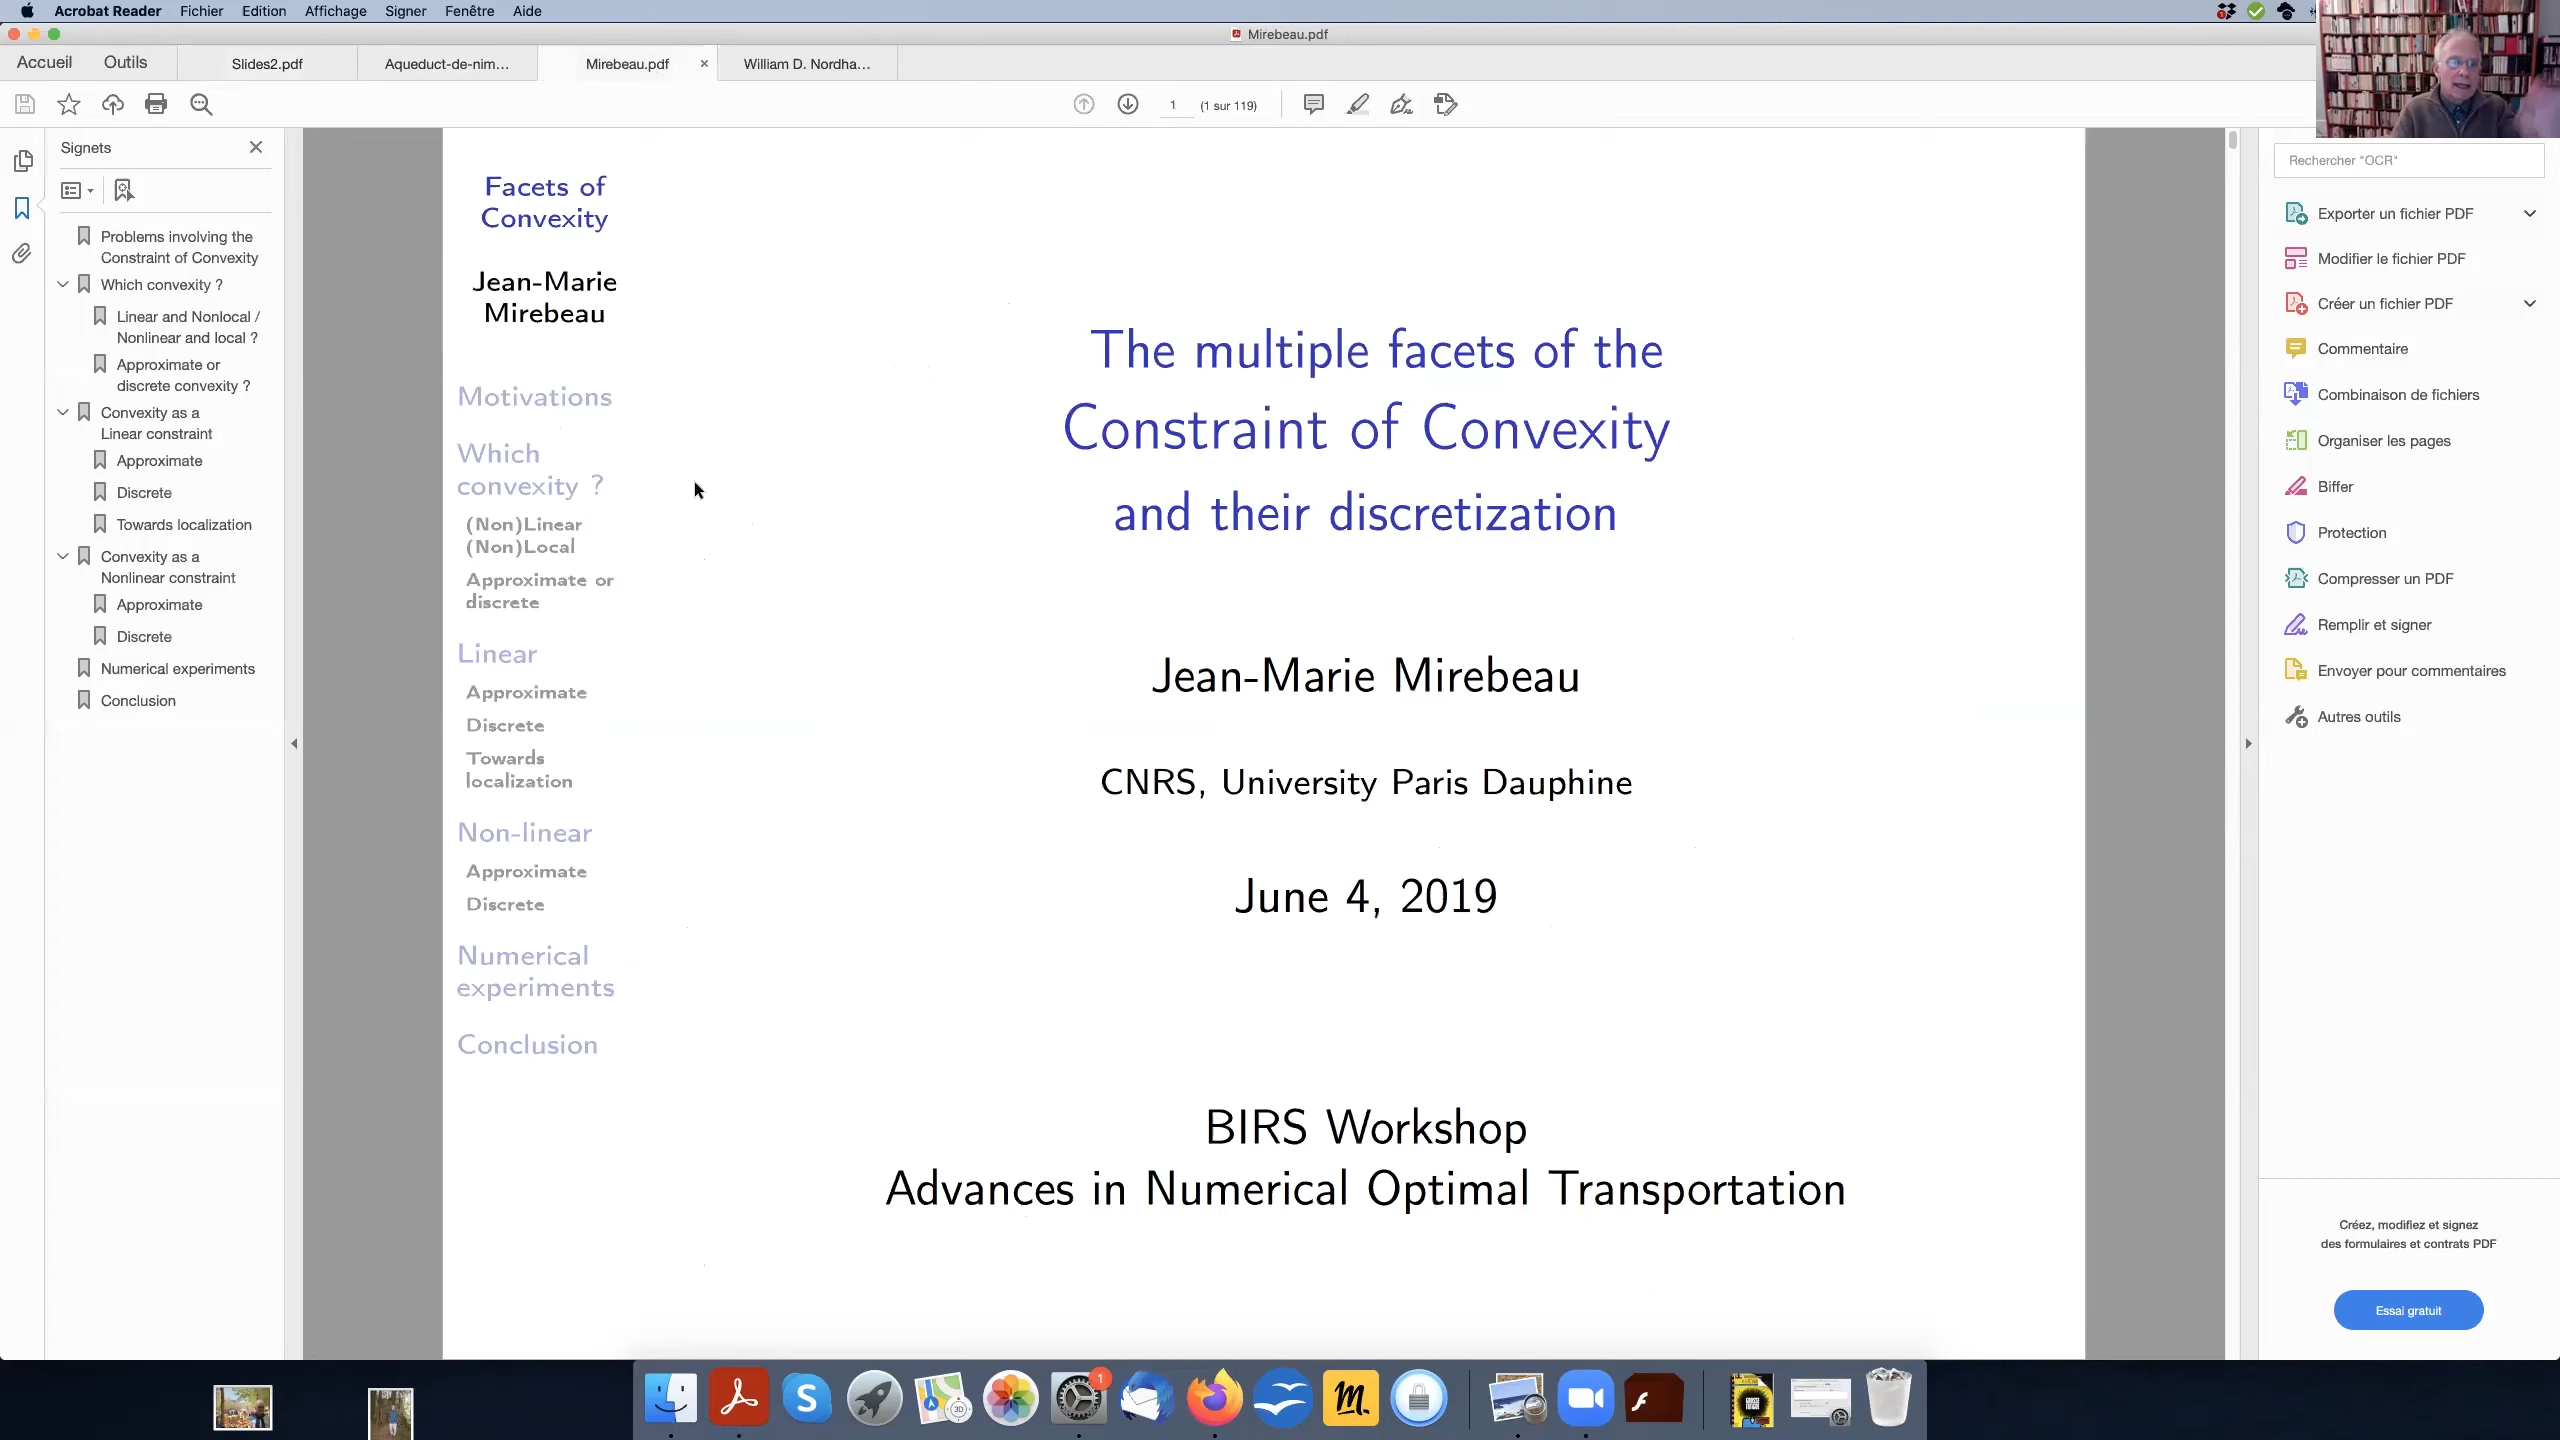 Acrobat Reader Fichier Edition Affichage Signer Fenêtre Aide
Mirebeau.pdf
Accueil Outils Slides2.pdf Aqueduct-de-nim... Mirebeau.pdf × William D. Nordha...
1 (1 sur 119)
Signets
Problems involving the
Constraint of Convexity
Which convexity ?
Linear and Nonlocal /
Nonlinear and local ?
Approximate or
discrete convexity ?
Convexity as a
Linear constraint
Approximate
Discrete
Towards localization
Convexity as a
Nonlinear constraint
Approximate
Discrete
Numerical experiments
Conclusion
Facets of
Convexity
Jean-Marie
Mirebeau
Motivations
Which
convexity ?
(Non)Linear
(Non)Local
Approximate or
discrete
Linear
Approximate
Discrete
Towards
localization
Non-linear
Approximate
Discrete
Numerical
experiments
Conclusion
The multiple facets of the
Constraint of Convexity
and their discretization
Jean-Marie Mirebeau
CNRS, University Paris Dauphine
June 4, 2019
BIRS Workshop
Advances in Numerical Optimal Transportation
Rechercher "OCR"
Exporter un fichier PDF
Modifier le fichier PDF
Créer un fichier PDF
Commentaire
Combinaison de fichiers
Organiser les pages
Biffer
Protection
Compresser un PDF
Remplir et signer
Envoyer pour commentaires
Autres outils
Créez, modifiez et signez
des formulaires et contrats PDF
Essai gratuit
S 3D 1 m.